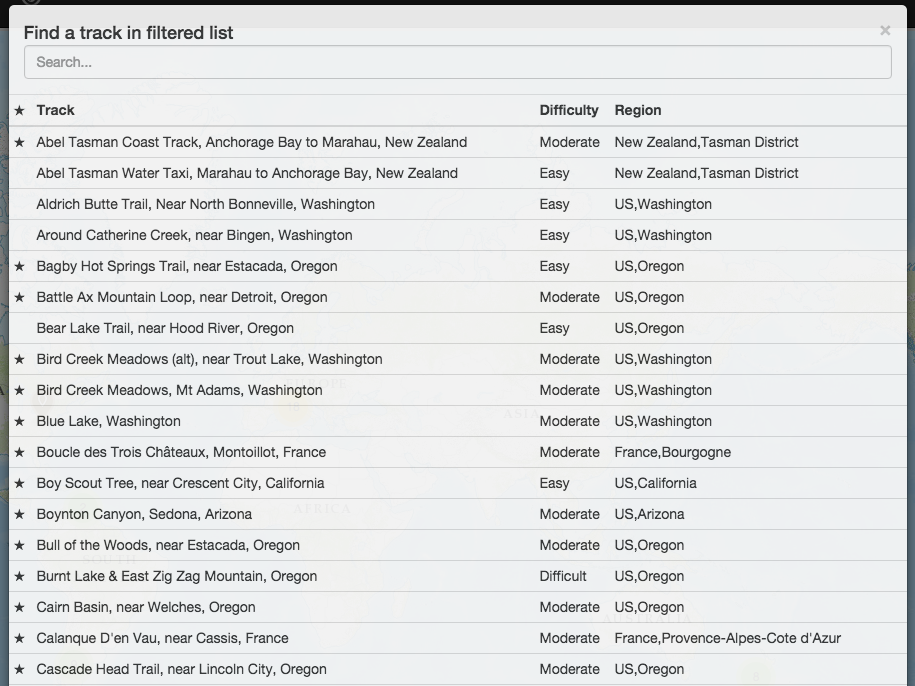 Find a track in filtered list ×
Search...
★ Track Difficulty Region
★ Abel Tasman Coast Track, Anchorage Bay to Marahau, New Zealand Moderate New Zealand,Tasman District
Abel Tasman Water Taxi, Marahau to Anchorage Bay, New Zealand Easy New Zealand,Tasman District
Aldrich Butte Trail, Near North Bonneville, Washington Easy US,Washington
Around Catherine Creek, near Bingen, Washington Easy US,Washington
★ Bagby Hot Springs Trail, near Estacada, Oregon Easy US,Oregon
★ Battle Ax Mountain Loop, near Detroit, Oregon Moderate US,Oregon
Bear Lake Trail, near Hood River, Oregon Easy US,Oregon
★ Bird Creek Meadows (alt), near Trout Lake, Washington Moderate US,Washington
★ Bird Creek Meadows, Mt Adams, Washington Moderate US,Washington
★ Blue Lake, Washington Moderate US,Washington
★ Boucle des Trois Châteaux, Montoillot, France Moderate France,Bourgogne
★ Boy Scout Tree, near Crescent City, California Easy US,California
★ Boynton Canyon, Sedona, Arizona Moderate US,Arizona
★ Bull of the Woods, near Estacada, Oregon Moderate US,Oregon
★ Burnt Lake & East Zig Zag Mountain, Oregon Difficult US,Oregon
★ Cairn Basin, near Welches, Oregon Moderate US,Oregon
★ Calanque D'en Vau, near Cassis, France Moderate France,Provence-Alpes-Cote d'Azur
★ Cascade Head Trail, near Lincoln City, Oregon Moderate US,Oregon